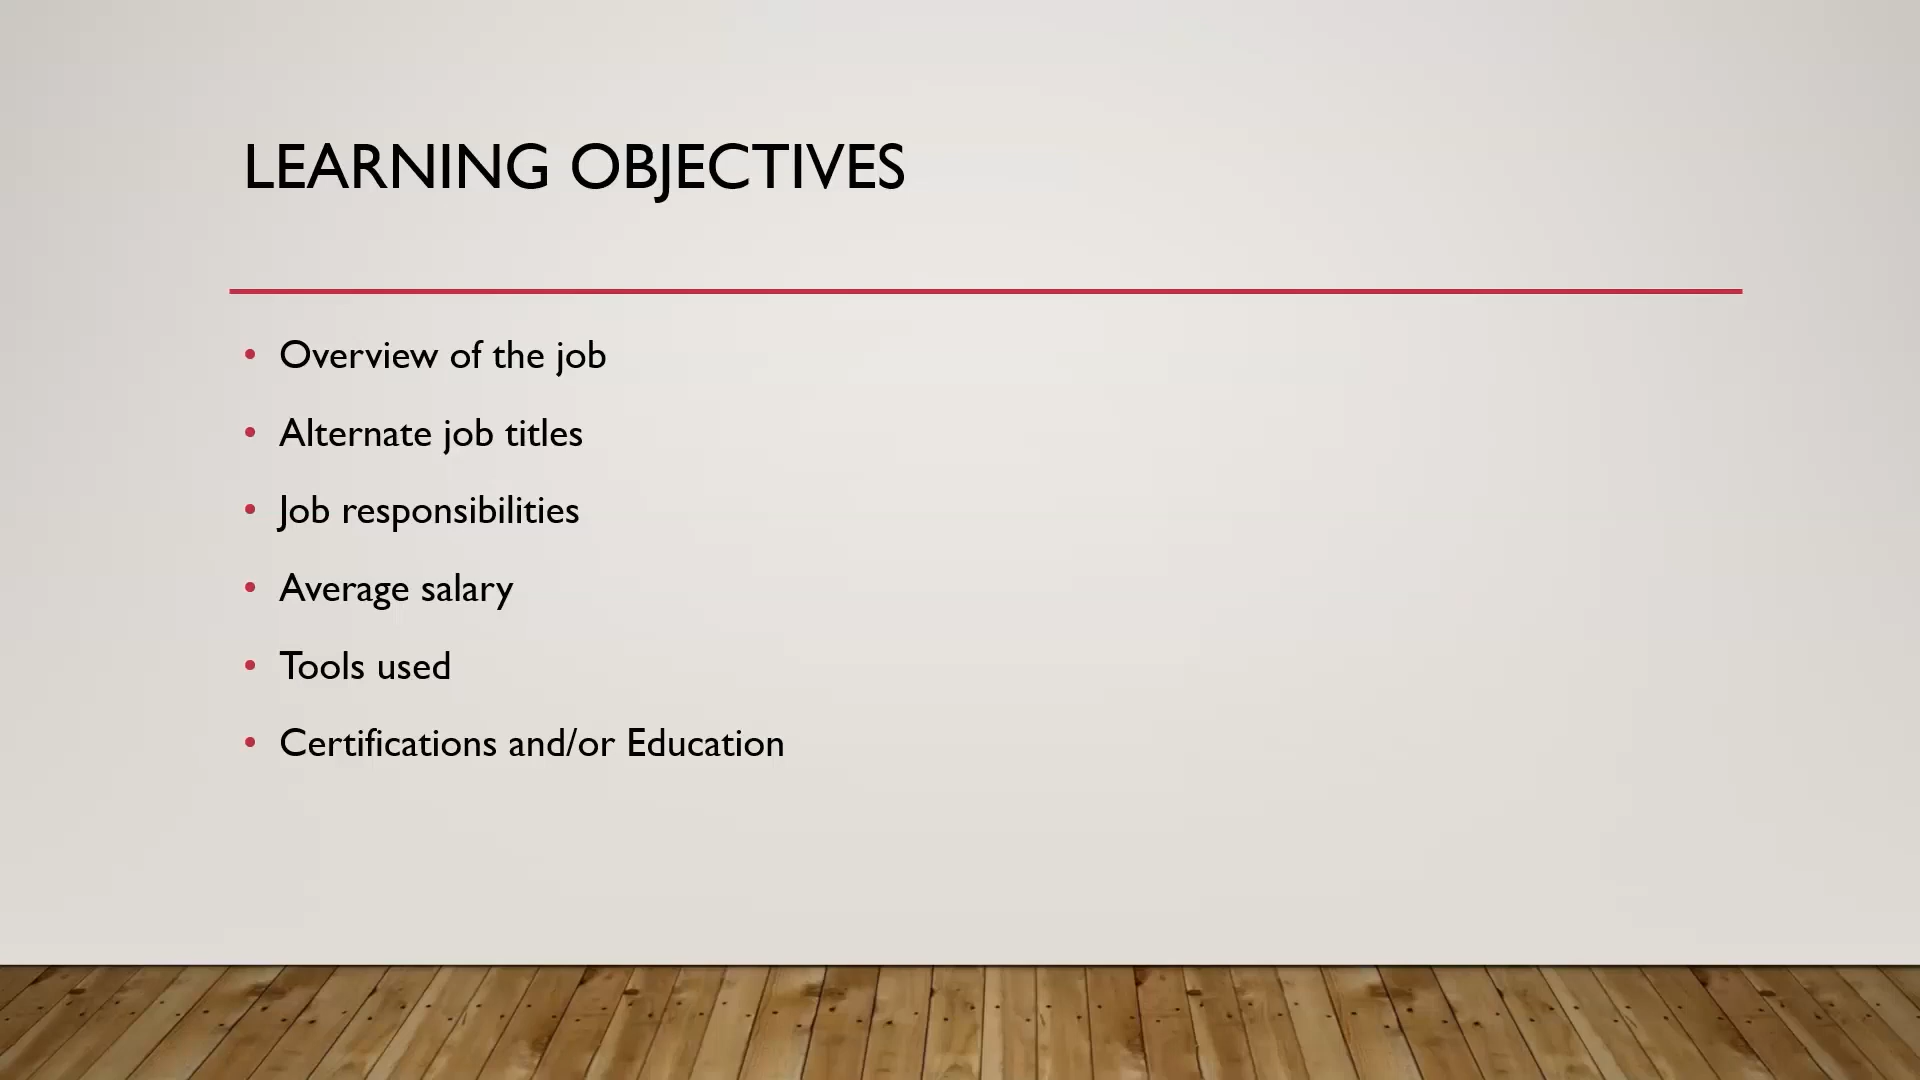 LEARNING OBJECTIVES
• Overview of the job
• Alternate job titles
• Job responsibilities
• Average salary
• Tools used
• Certifications and/or Education